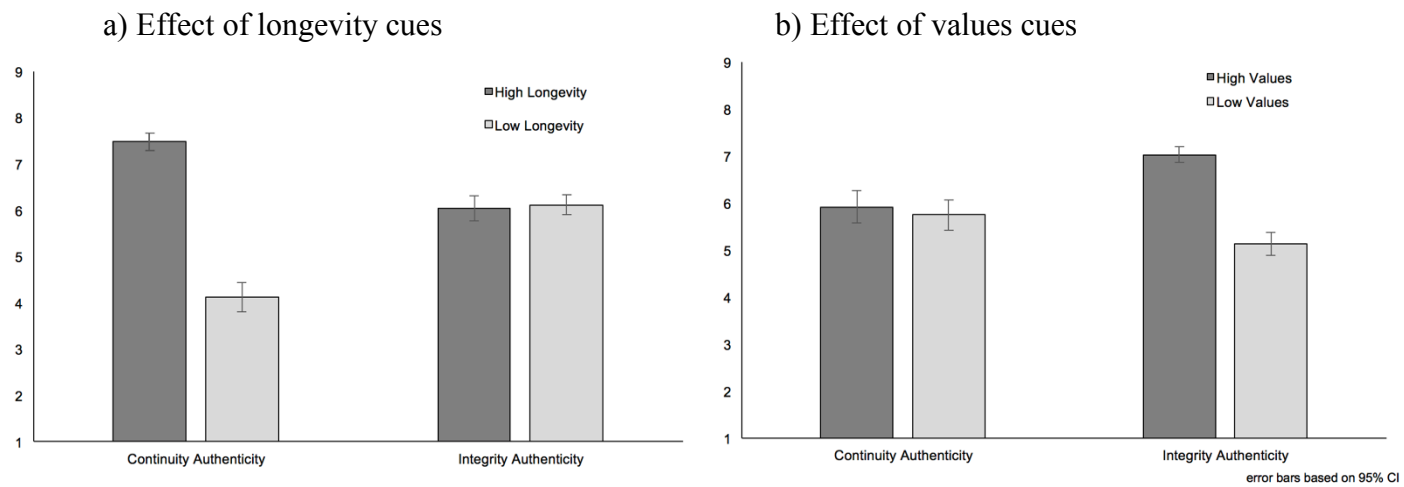 a) Effect of longevity cues
9
8
7
6
5
4
3
2
1
High Longevity
Low Longevity
Continuity Authenticity
Integrity Authenticity
b) Effect of values cues
9
8
7
6
5
4
3
2
1
High Values
Low Values
Continuity Authenticity
Integrity Authenticity
error bars based on 95% CI